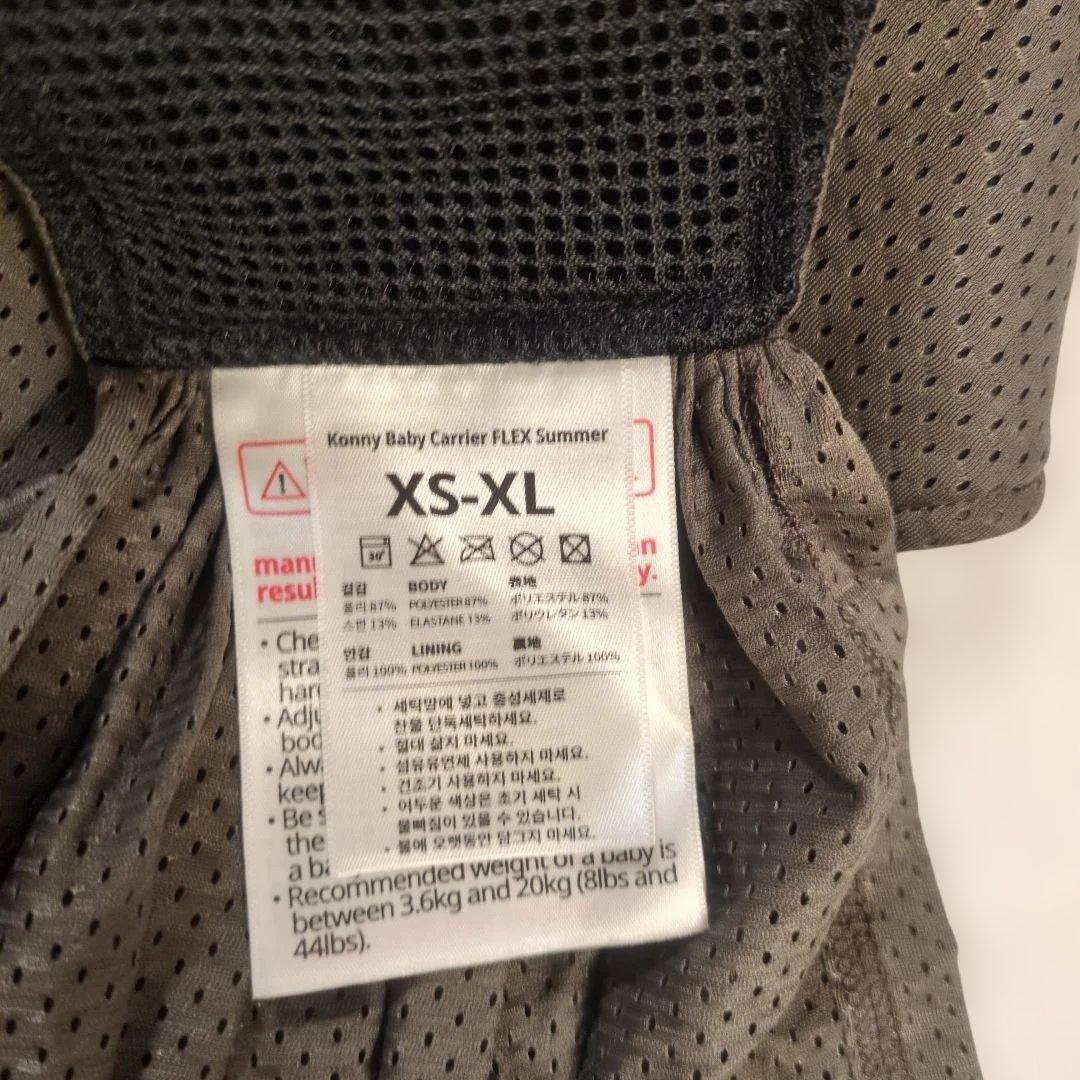 Konny Baby Carrier FLEX Summer
XS-XL
30°
겉감 BODY 表地
폴리 87% POLYESTER 87% ポリエステル 87%
스판 13% ELASTANE 13% ポリウレタン 13%
안감 LINING 裏地
폴리 100% POLYESTER 100% ポリエステル 100%
• 세탁망에 넣고 중성세제로
찬물 단독세탁하세요.
• 절대 삶지 마세요.
• 섬유유연제 사용하지 마세요.
• 건조기 사용하지 마세요.
• 어두운 색상은 초기 세탁 시
물빠짐이 있을 수 있습니다.
• 물에 오랫동안 담그지 마세요.
• Recommended weight of a baby is
between 3.6kg and 20kg (8lbs and
44lbs).